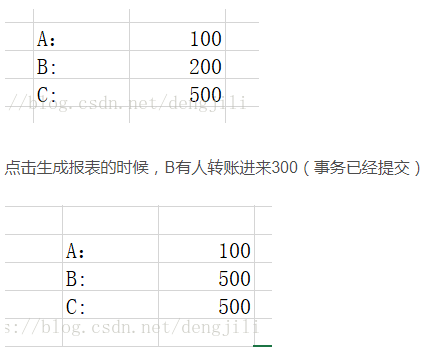 A: 100
B: 200
C: 500
//blog.csdn.net/dengjili
点击生成报表的时候，B有人转账进来300（事务已经提交）
A: 100
B: 500
C: 500
s://blog.csdn.net/dengjili